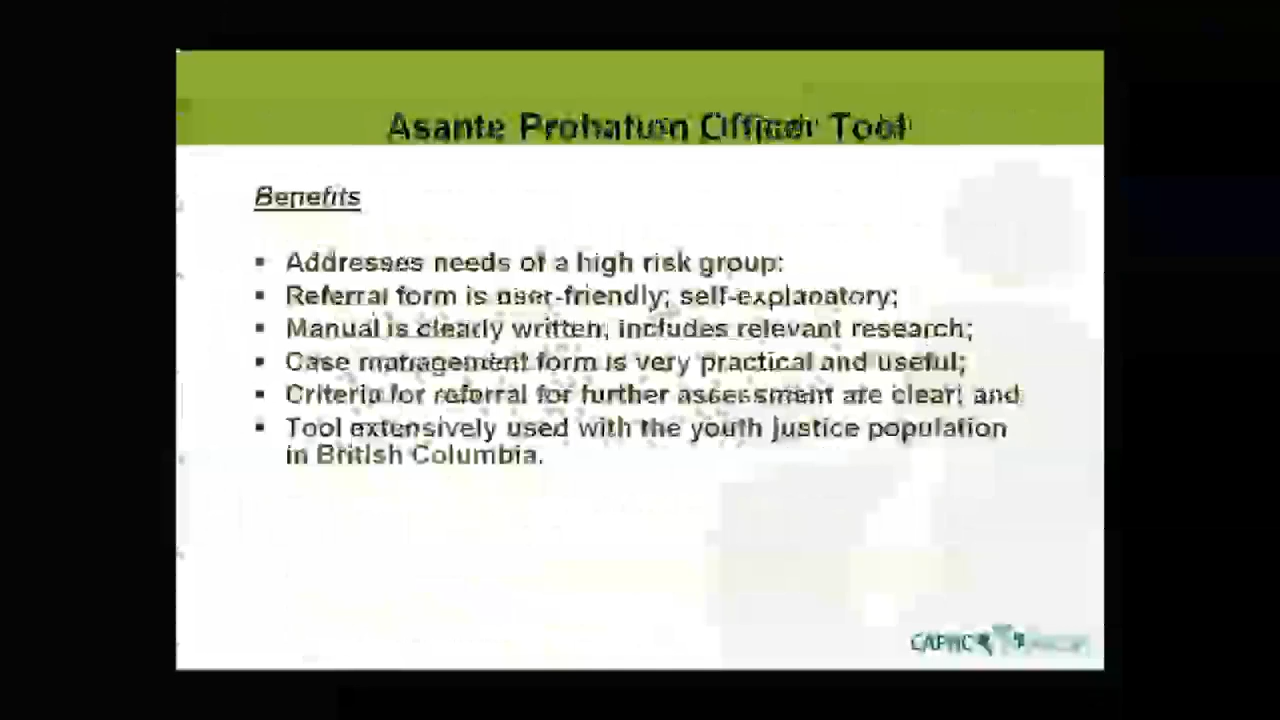 Asante Probation Officer Tool
Benefits
▪ Addresses needs of a high risk group;
▪ Referral form is user-friendly; self-explanatory;
▪ Manual is clearly written, includes relevant research;
▪ Case management form is very practical and useful;
▪ Criteria for referral for further assessment are clear; and
▪ Tool extensively used with the youth justice population
in British Columbia.
CAPHC